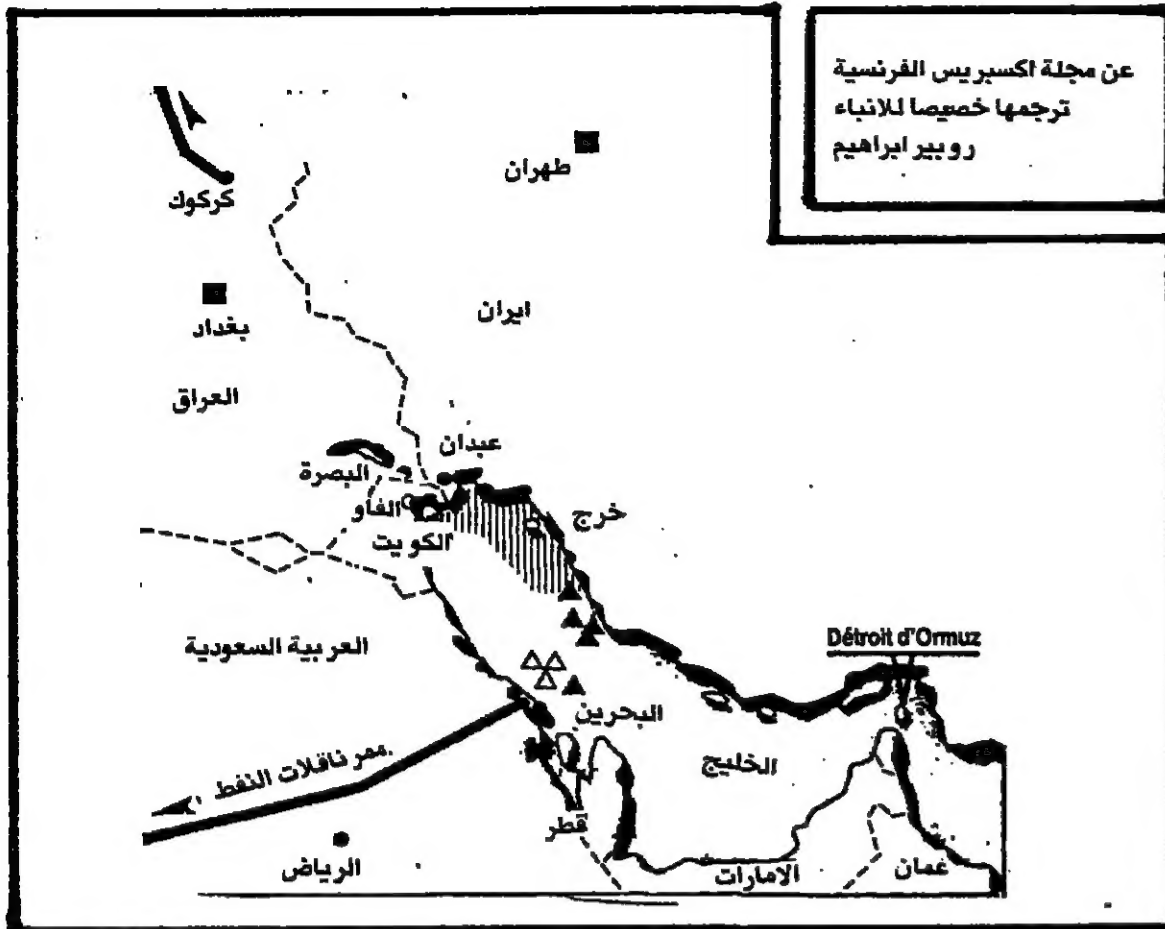 عن مجلة اكسبريس الفرنسية
ترجمها خصيصا للانباء
روبير ابراهيم
طهران
كركوك
ايران
بغداد
العراق
عبدان
البصرة
خرج
الفاو
الكويت
Détroit d'Ormuz
العربية السعودية
البحرين
الخليج
ممر ناقلات النفط
قطر
الرياض
الامارات
عمان